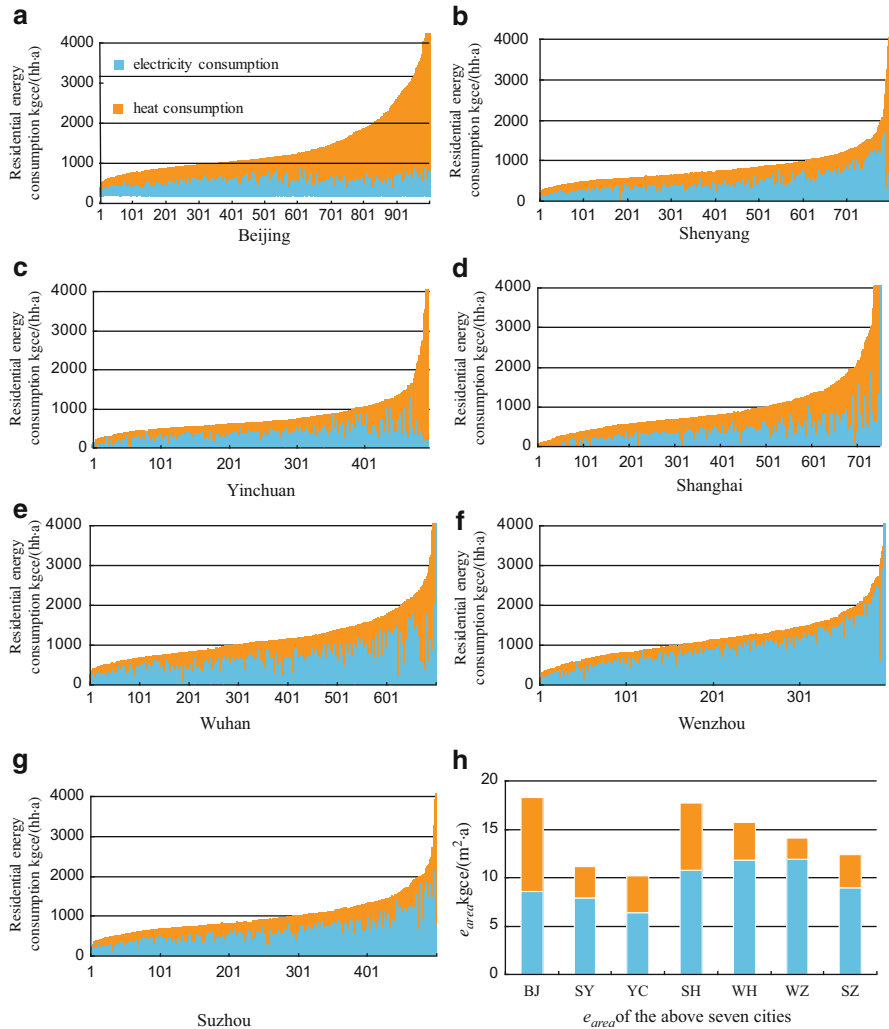 a
Residential energy
consumption kgce/(hh·a)
4000
3000
2000
1000
0
electricity consumption
heat consumption
1 101 201 301 401 501 601 701 801 901
Beijing
b
Residential energy
consumption kgce/(hh·a)
4000
3000
2000
1000
0
1 101 201 301 401 501 601 701
Shenyang
c
Residential energy
consumption kgce/(hh·a)
4000
3000
2000
1000
0
1 101 201 301 401
Yinchuan
d
Residential energy
consumption kgce/(hh·a)
4000
3000
2000
1000
0
1 101 201 301 401 501 601 701
Shanghai
e
Residential energy
consumption kgce/(hh·a)
4000
3000
2000
1000
0
1 101 201 301 401 501 601
Wuhan
f
Residential energy
consumption kgce/(hh·a)
4000
3000
2000
1000
0
1 101 201 301
Wenzhou
g
Residential energy
consumption kgce/(hh·a)
4000
3000
2000
1000
0
1 101 201 301 401
Suzhou
h
e area kgce/(m²·a)
20
15
10
5
0
BJ SY YC SH WH WZ SZ
e area of the above seven cities